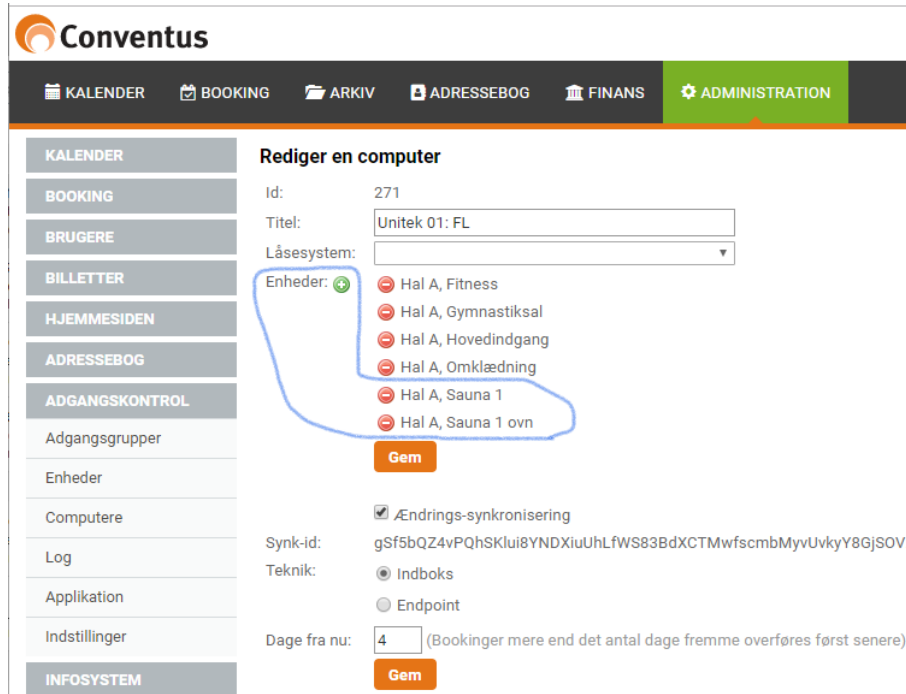 Conventus
KALENDER BOOKING ARKIV ADRESSEBOG FINANS ADMINISTRATION
KALENDER
BOOKING
BRUGERE
BILLETTER
HJEMMESIDEN
ADRESSEBOG
ADGANGSKONTROL
Adgangsgrupper
Enheder
Computere
Log
Applikation
Indstillinger
INFOSYSTEM
Rediger en computer
Id: 271
Titel: Unitek 01: FL
Låsesystem:
Enheder: Hal A, Fitness
Hal A, Gymnastiksal
Hal A, Hovedindgang
Hal A, Omklædning
Hal A, Sauna 1
Hal A, Sauna 1 ovn
Gem
Ændrings-synkronisering
Synk-id: gSf5bQZ4vPQhSKlui8YNDXiuUhLfWS83BdXCTMwfscmbMyvUvkyY8GjSOV
Teknik: Indboks
Endpoint
Dage fra nu: 4 (Bookinger mere end det antal dage fremme overføres først senere)
Gem